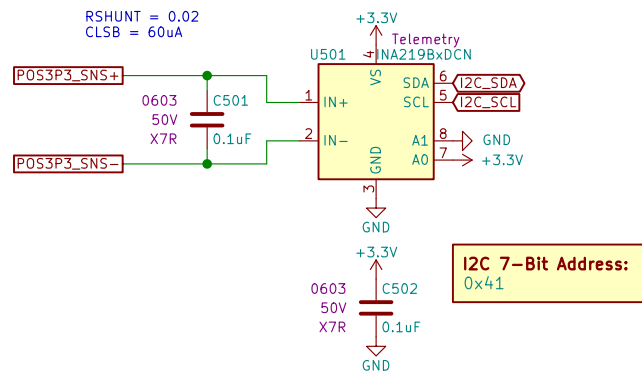 RSHUNT = 0.02
CLSB = 60uA
+3.3V
Telemetry
U501
INA219BxDCN
4
VS
POS3P3_SNS+
SDA
6
I2C_SDA
0603
C501
1
IN+
SCL
5
I2C_SCL
50V
X7R
0.1uF
2
IN-
A1
8
GND
POS3P3_SNS-
GND
A0
7
+3.3V
3
GND
+3.3V
I2C 7-Bit Address:
0x41
0603
C502
50V
X7R
0.1uF
GND